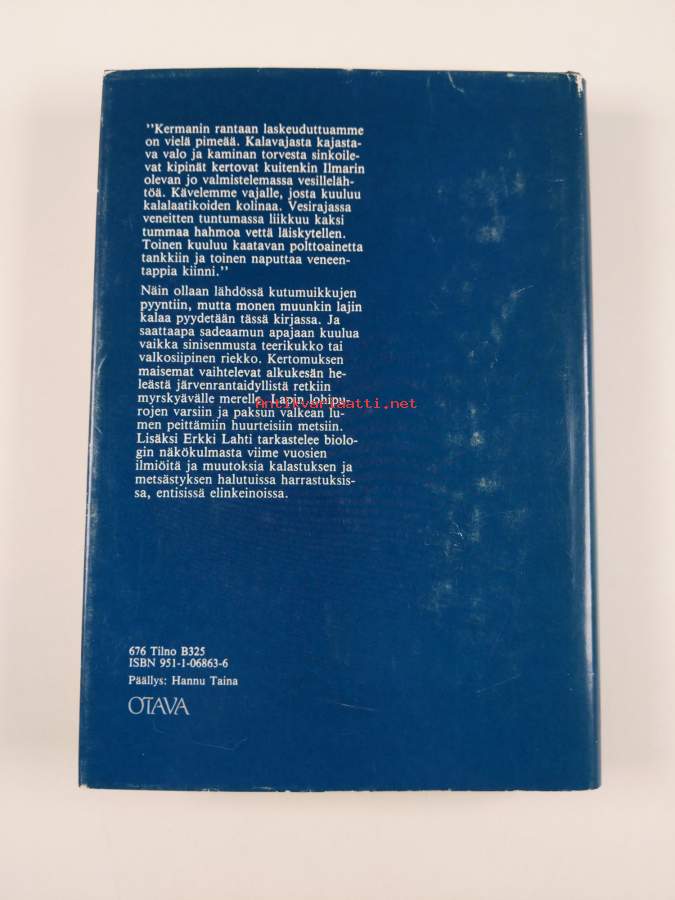 "Kermanin rantaan laskeuduttuamme
on vielä pimeää. Kalavajasta kajasta-
va valo ja kaminan torvesta sinkoile-
vat kipinät kertovat kuitenkin Ilmarin
olevan jo valmistelemassa vesilleläh-
töä. Kävelemme vajalle, josta kuuluu
kalalaatikoiden kolinaa. Vesirajassa
veneitten tuntumassa liikkuu kaksi
tummaa hahmoa vettä läiskytellen.
Toinen kuuluu kaatavan polttoainetta
tankkiin ja toinen naputtaa veneen-
tappia kiinni."
Näin ollaan lähdössä kutumuikkujen
pyyntiin, mutta monen muunkin lajin
kalaa pyydetään tässä kirjassa. Ja
saattaapa sadeaamun apajaan kuulua
vaikka sinisenmusta teerikukko tai
valkosiipinen riekko. Kertomuksen
maisemat vaihtelevat alkukesän he-
leästä järvenrantaidyllistä retkiin
myrskyävälle merelle, Lapin lohipu-
rojen varsiin ja paksun valkean lu-
men peittämiin huurteisiin metsiin.
Lisäksi Erkki Lahti tarkastelee biolo-
gin näkökulmasta viime vuosien
ilmiöitä ja muutoksia kalastuksen ja
metsästyksen halutuissa harrastuksis-
sa, entisissä elinkeinoissa.
Antikvariaatti.net
676 Tilno B325
ISBN 951-1-06863-6
Päällys: Hannu Taina
OTAVA